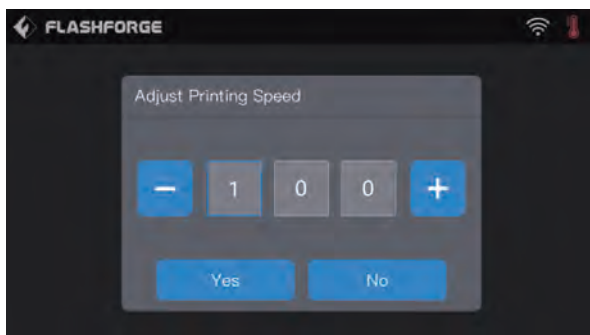 FLASHFORGE
Adjust Printing Speed
− 1 0 0 +
Yes No